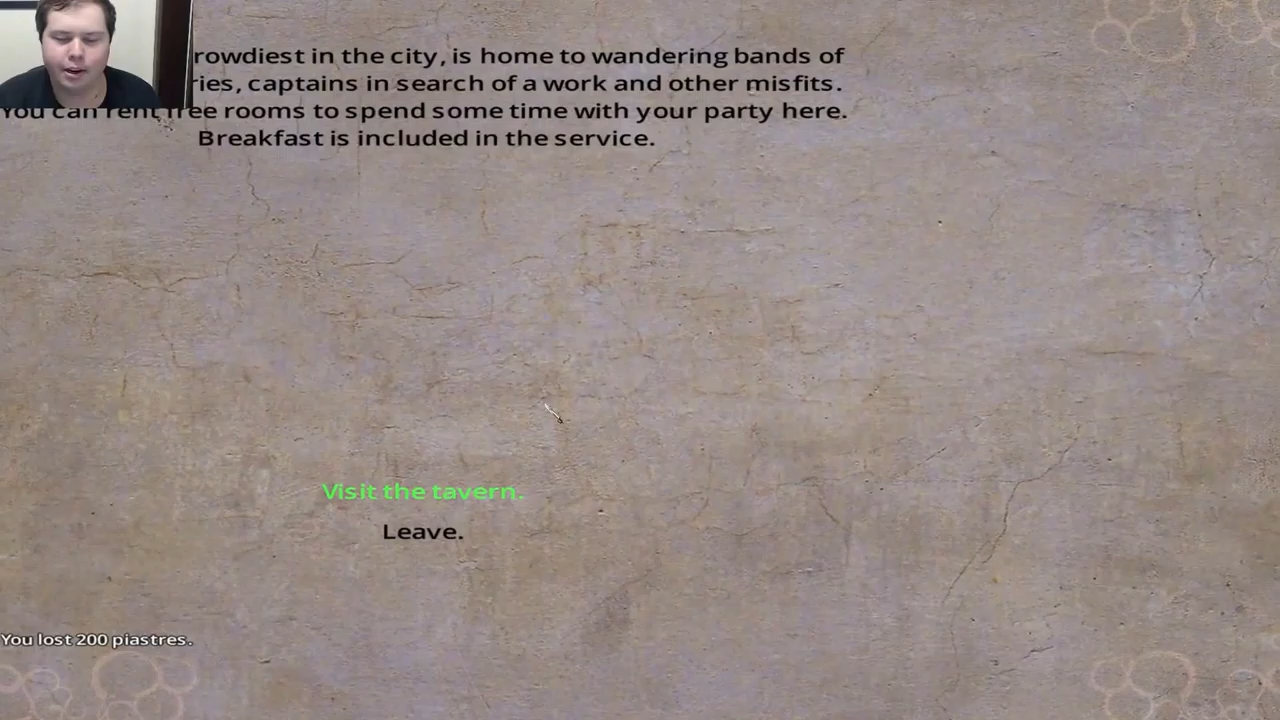 rowdiest in the city, is home to wandering bands of
ries, captains in search of a work and other misfits.
You can rent free rooms to spend some time with your party here.
Breakfast is included in the service.
Visit the tavern.
Leave.
You lost 200 piastres.